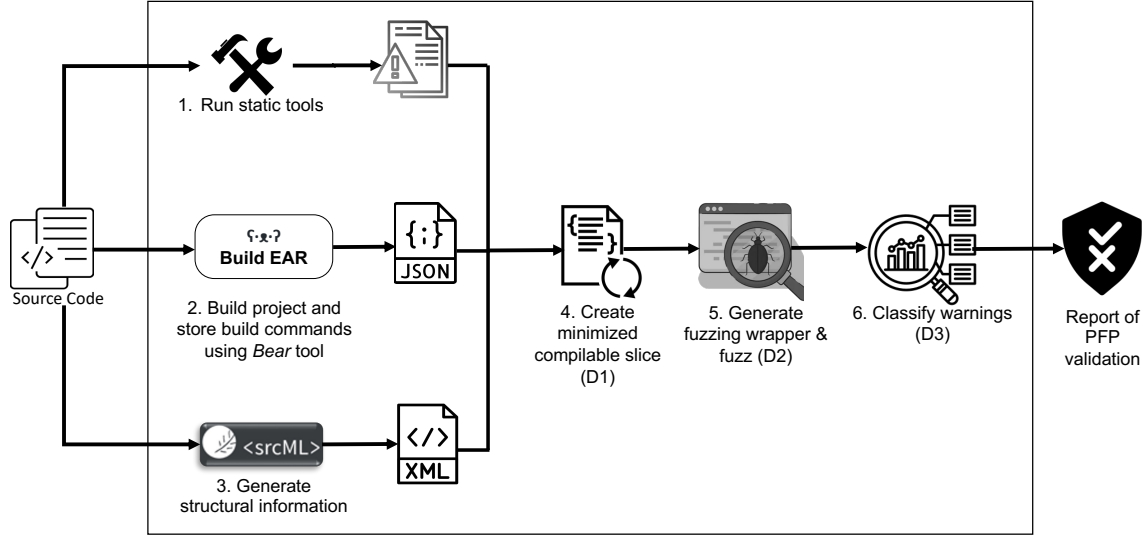 1. Run static tools
</>
Source Code
ʕ·ᴥ·ʔ
Build EAR
2. Build project and
store build commands
using Bear tool
{;}
JSON
<srcML>
3. Generate
structural information
</>
XML
{ }
4. Create
minimized
compilable slice
(D1)
5. Generate
fuzzing wrapper &
fuzz (D2)
6. Classify warnings
(D3)
Report of
PFP
validation